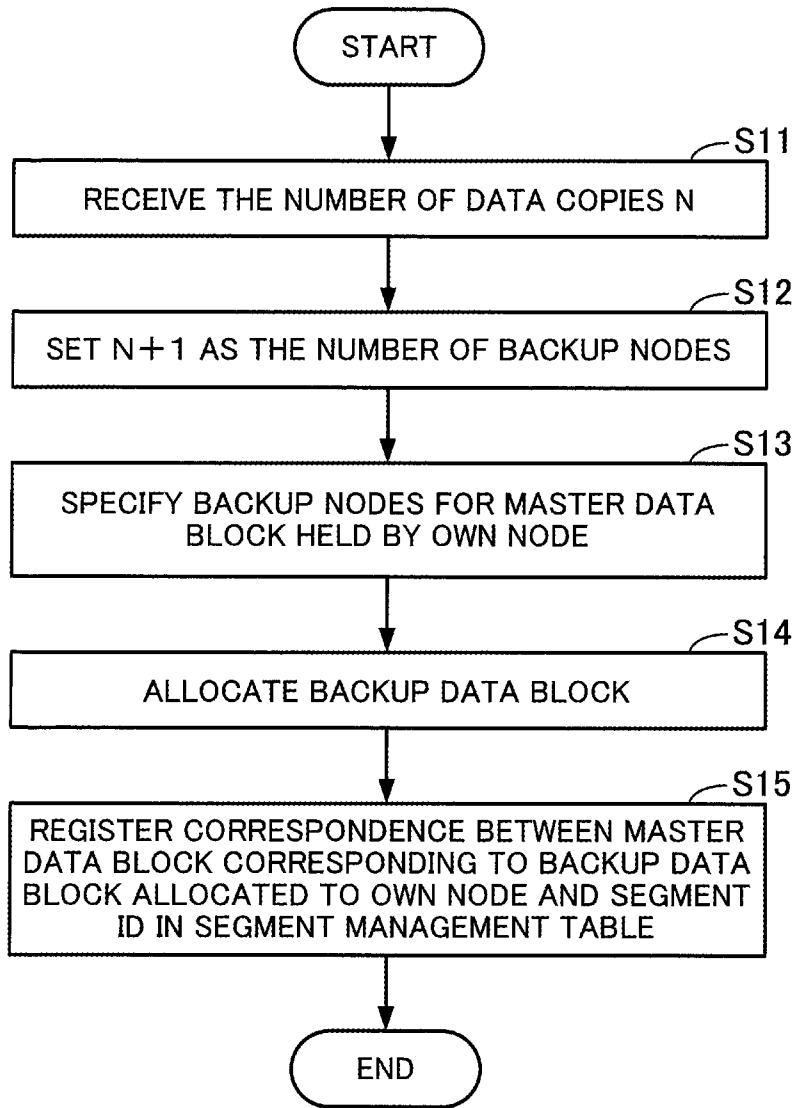 START
S11
RECEIVE THE NUMBER OF DATA COPIES N
S12
SET N+1 AS THE NUMBER OF BACKUP NODES
S13
SPECIFY BACKUP NODES FOR MASTER DATA
BLOCK HELD BY OWN NODE
S14
ALLOCATE BACKUP DATA BLOCK
S15
REGISTER CORRESPONDENCE BETWEEN MASTER
DATA BLOCK CORRESPONDING TO BACKUP DATA
BLOCK ALLOCATED TO OWN NODE AND SEGMENT
ID IN SEGMENT MANAGEMENT TABLE
END